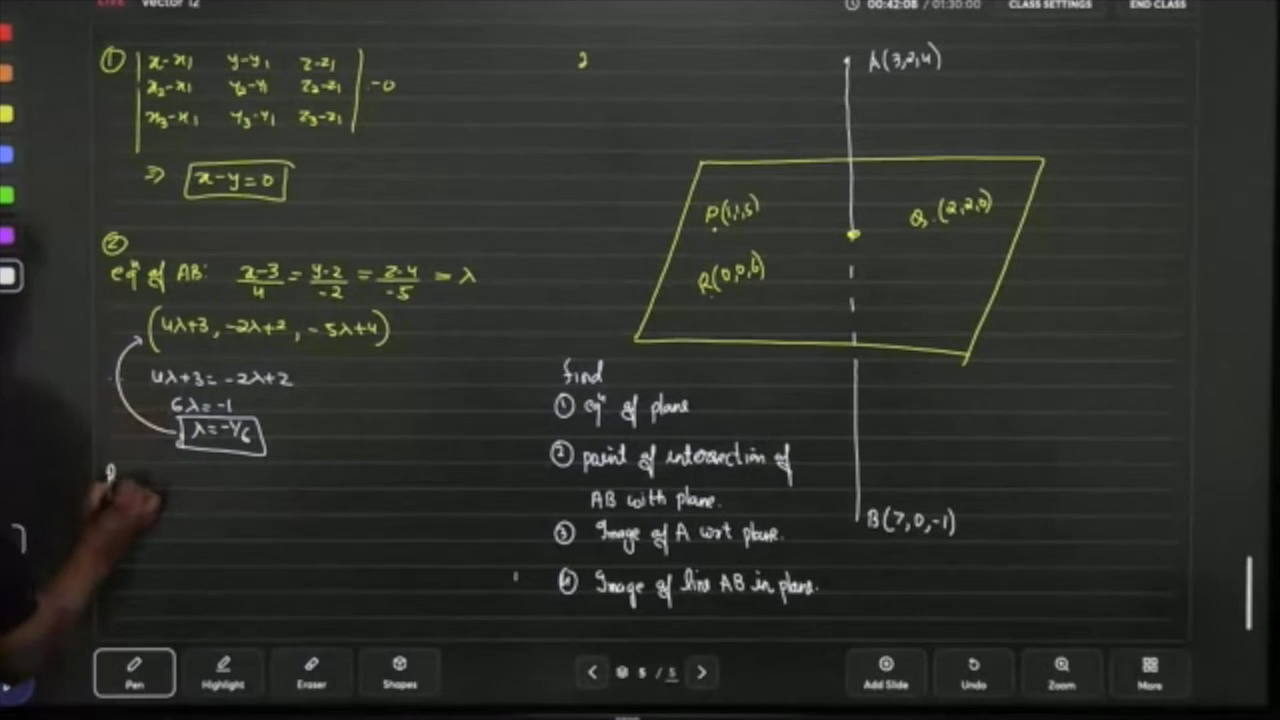 LIVE Vector 12
00:42:08 / 01:30:00 CLASS SETTINGS END CLASS
① | x-x₁ y-y₁ z-z₁ |
| x₂-x₁ y₂-y₁ z₂-z₁ | = 0
| x₃-x₁ y₃-y₁ z₃-z₁ |
⇒ x-y=0
②
eqⁿ of AB: (x-3)/4 = (y-2)/-2 = (z-4)/-5 = λ
(4λ+3, -2λ+2, -5λ+4)
4λ+3 = -2λ+2
6λ = -1
λ = -1/6
A(3,2,4)
P(1,1,5)
Q(2,2,0)
R(0,0,6)
B(7,0,-1)
find
① eqⁿ of plane
② point of intersection of
AB with plane.
③ Image of A wrt plane.
④ Image of line AB in plane.
Pen Highlight Eraser Shapes 5 / 5 Add Slide Undo Zoom More